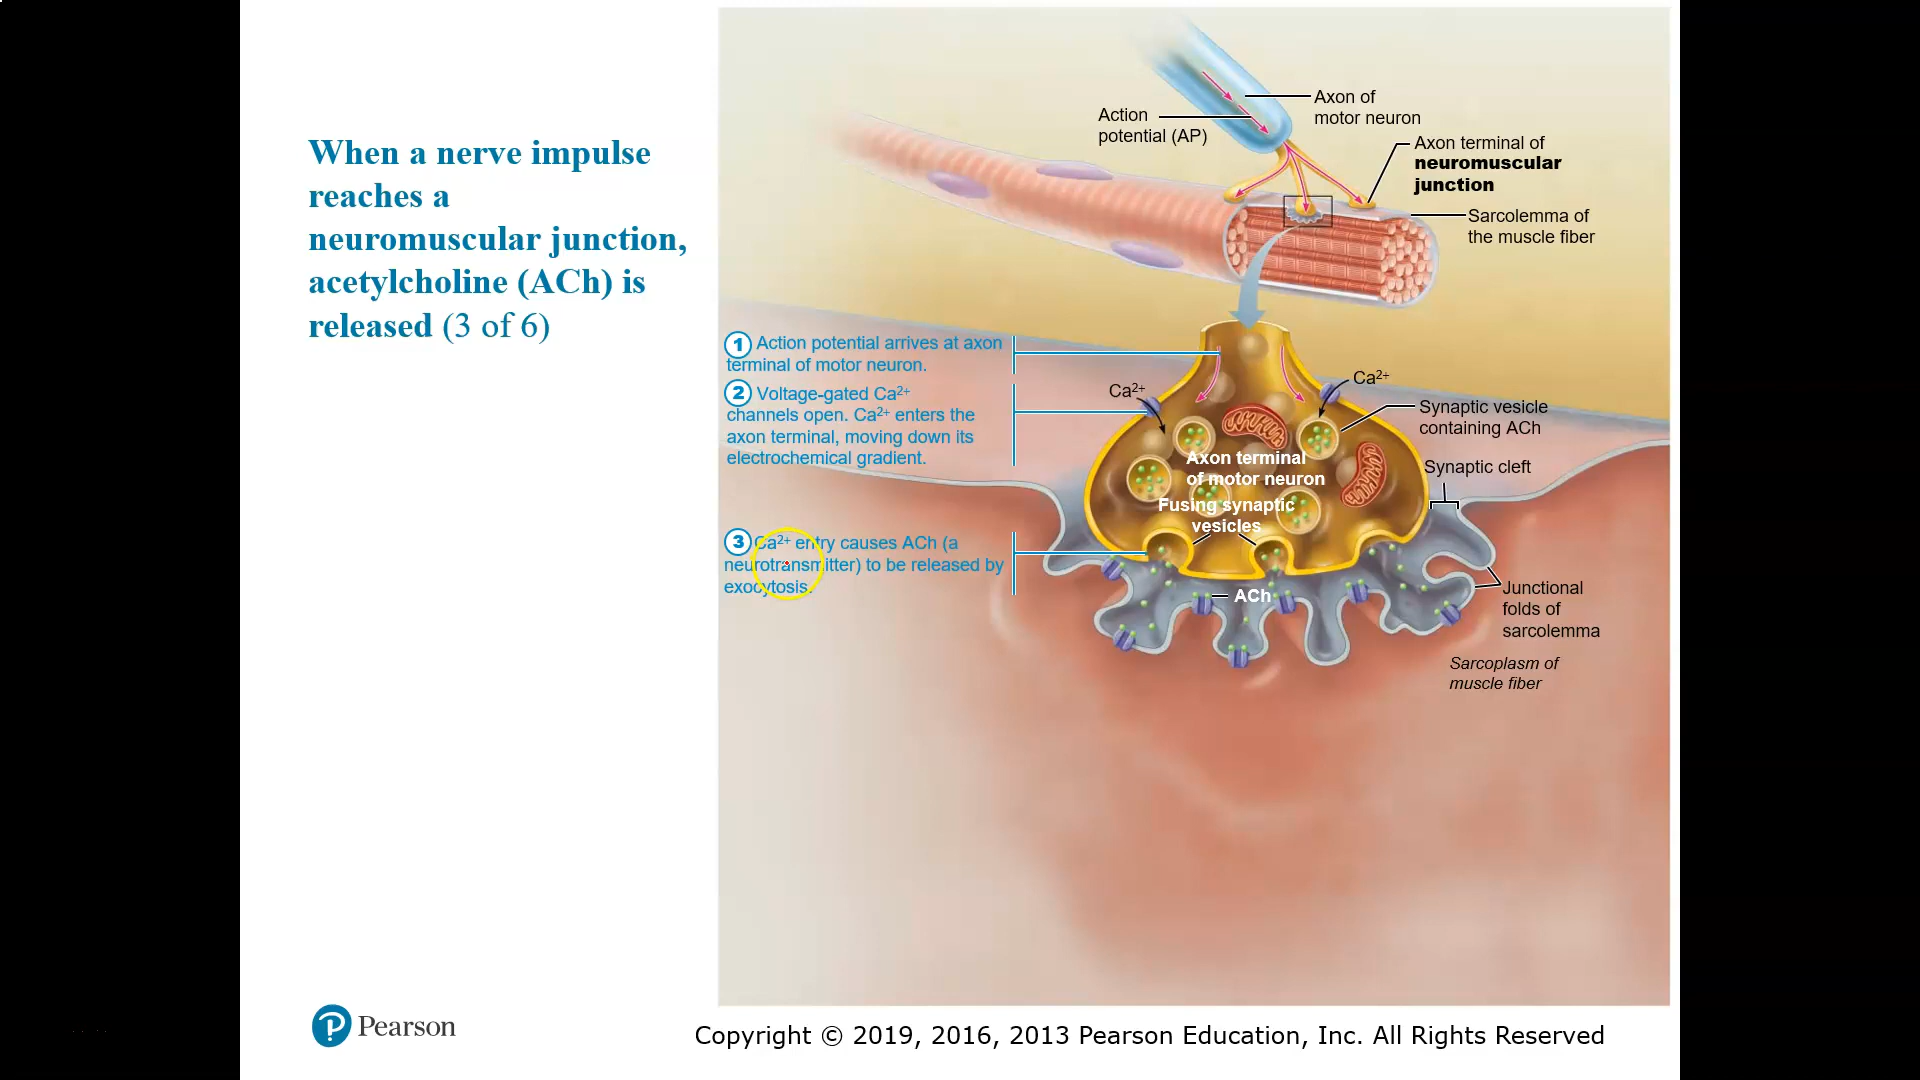 When a nerve impulse
reaches a
neuromuscular junction,
acetylcholine (ACh) is
released (3 of 6)
Action
potential (AP)
Axon of
motor neuron
Axon terminal of
neuromuscular
junction
Sarcolemma of
the muscle fiber
1 Action potential arrives at axon
terminal of motor neuron.
2 Voltage-gated Ca²⁺
channels open. Ca²⁺ enters the
axon terminal, moving down its
electrochemical gradient.
3 Ca²⁺ entry causes ACh (a
neurotransmitter) to be released by
exocytosis.
Ca²⁺
Ca²⁺
Synaptic vesicle
containing ACh
Axon terminal
of motor neuron
Synaptic cleft
Fusing synaptic
vesicles
ACh
Junctional
folds of
sarcolemma
Sarcoplasm of
muscle fiber
Pearson
Copyright © 2019, 2016, 2013 Pearson Education, Inc. All Rights Reserved